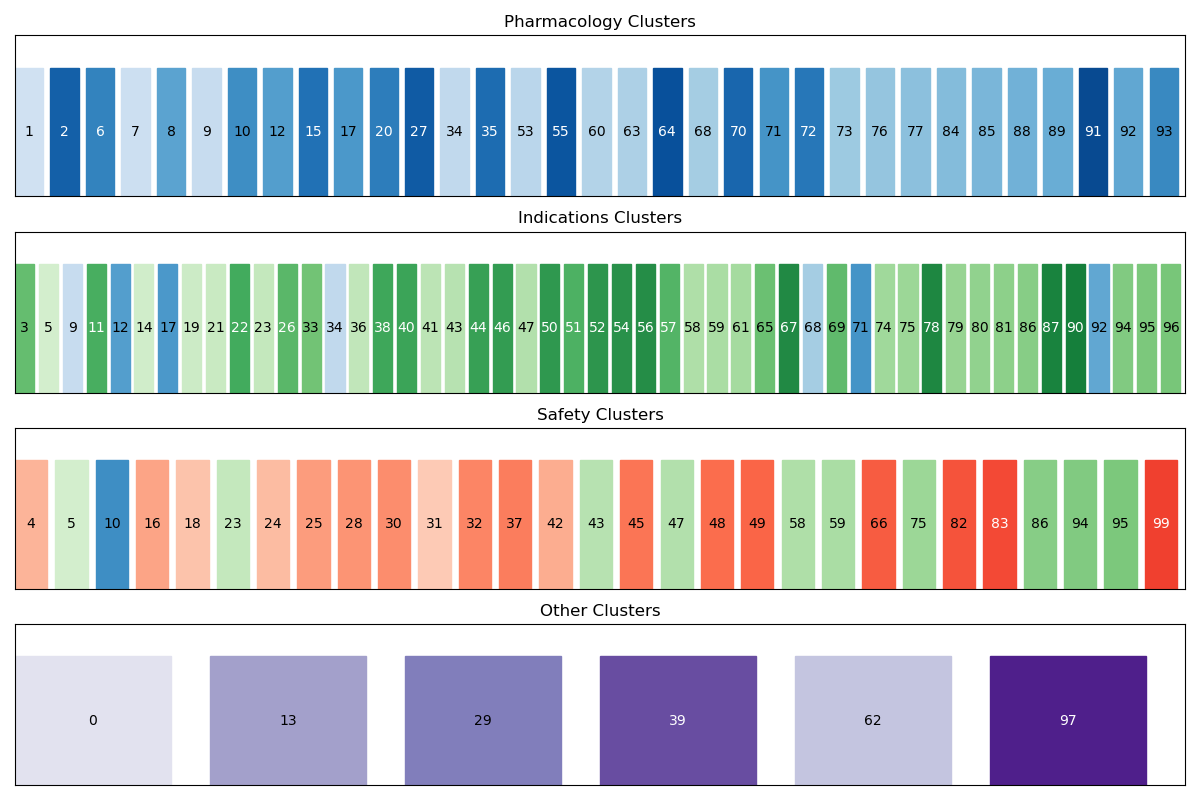 Pharmacology Clusters
1 2 6 7 8 9 10 12 15 17 20 27 34 35 53 55 60 63 64 68 70 71 72 73 76 77 84 85 88 89 91 92 93
Indications Clusters
3 5 9 11 12 14 17 19 21 22 23 26 33 34 36 38 40 41 43 44 46 47 50 51 52 54 56 57 58 59 61 65 67 68 69 71 74 75 78 79 80 81 86 87 90 92 94 95 96
Safety Clusters
4 5 10 16 18 23 24 25 28 30 31 32 37 42 43 45 47 48 49 58 59 66 75 82 83 86 94 95 99
Other Clusters
0 13 29 39 62 97